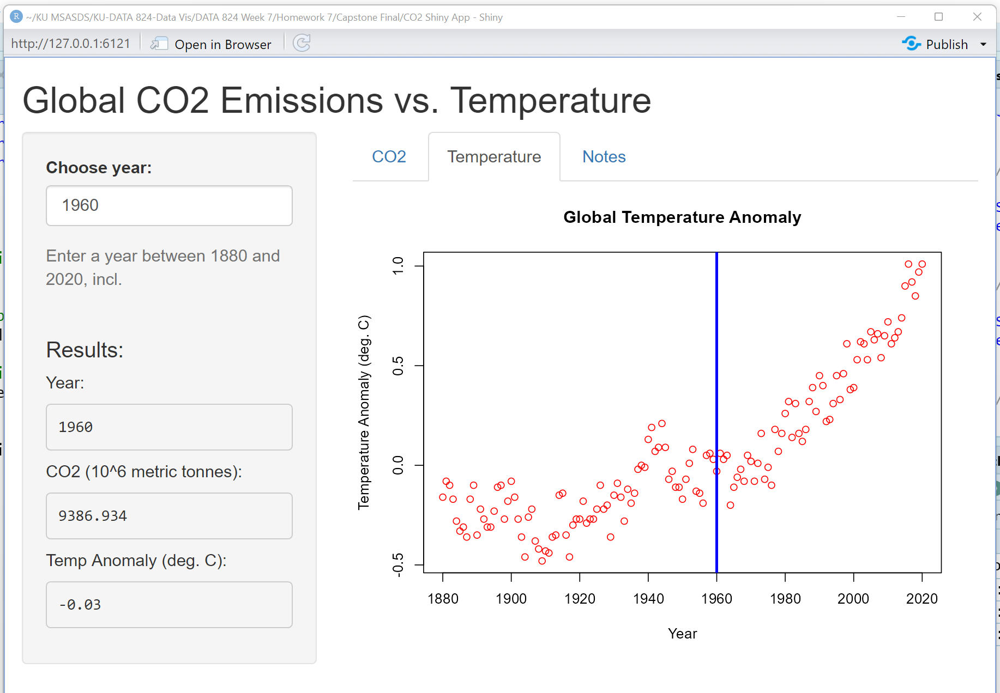 ~/KU MSASDS/KU-DATA 824-Data Vis/DATA 824 Week 7/Homework 7/Capstone Final/CO2 Shiny App - Shiny
http://127.0.0.1:6121
Open in Browser
Publish
Global CO2 Emissions vs. Temperature
Choose year:
1960
Enter a year between 1880 and
2020, incl.
Results:
Year:
1960
CO2 (10^6 metric tonnes):
9386.934
Temp Anomaly (deg. C):
-0.03
CO2
Temperature
Notes
Global Temperature Anomaly
Temperature Anomaly (deg. C)
1.0
0.5
0.0
-0.5
1880 1900 1920 1940 1960 1980 2000 2020
Year